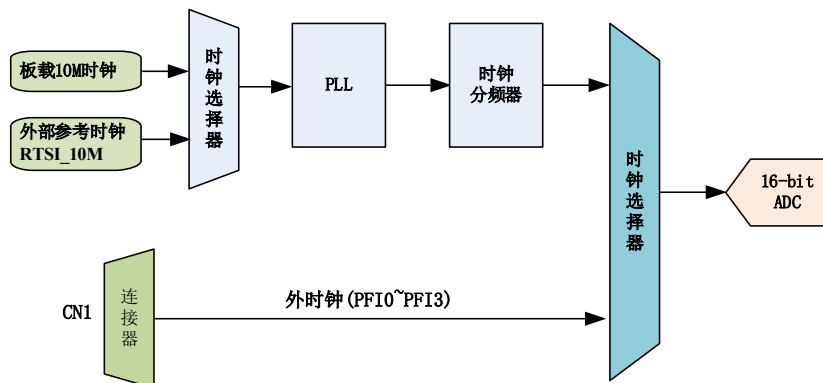 板载10M时钟
外部参考时钟
RTSI_10M
时钟选择器
PLL
时钟
分频器
时钟选择器
16-bit
ADC
CN1
连接器
外时钟(PFI0~PFI3)